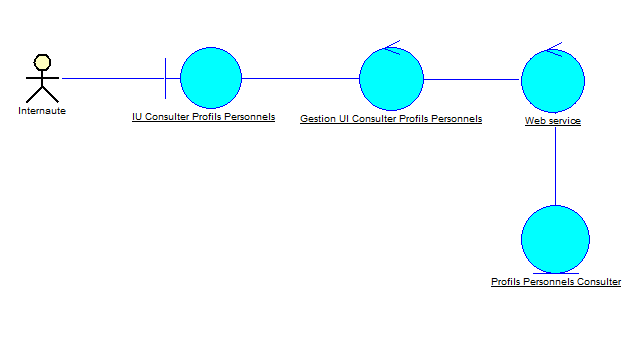 Internaute
IU Consulter Profils Personnels
Gestion UI Consulter Profils Personnels
Web service
Profils Personnels Consulter